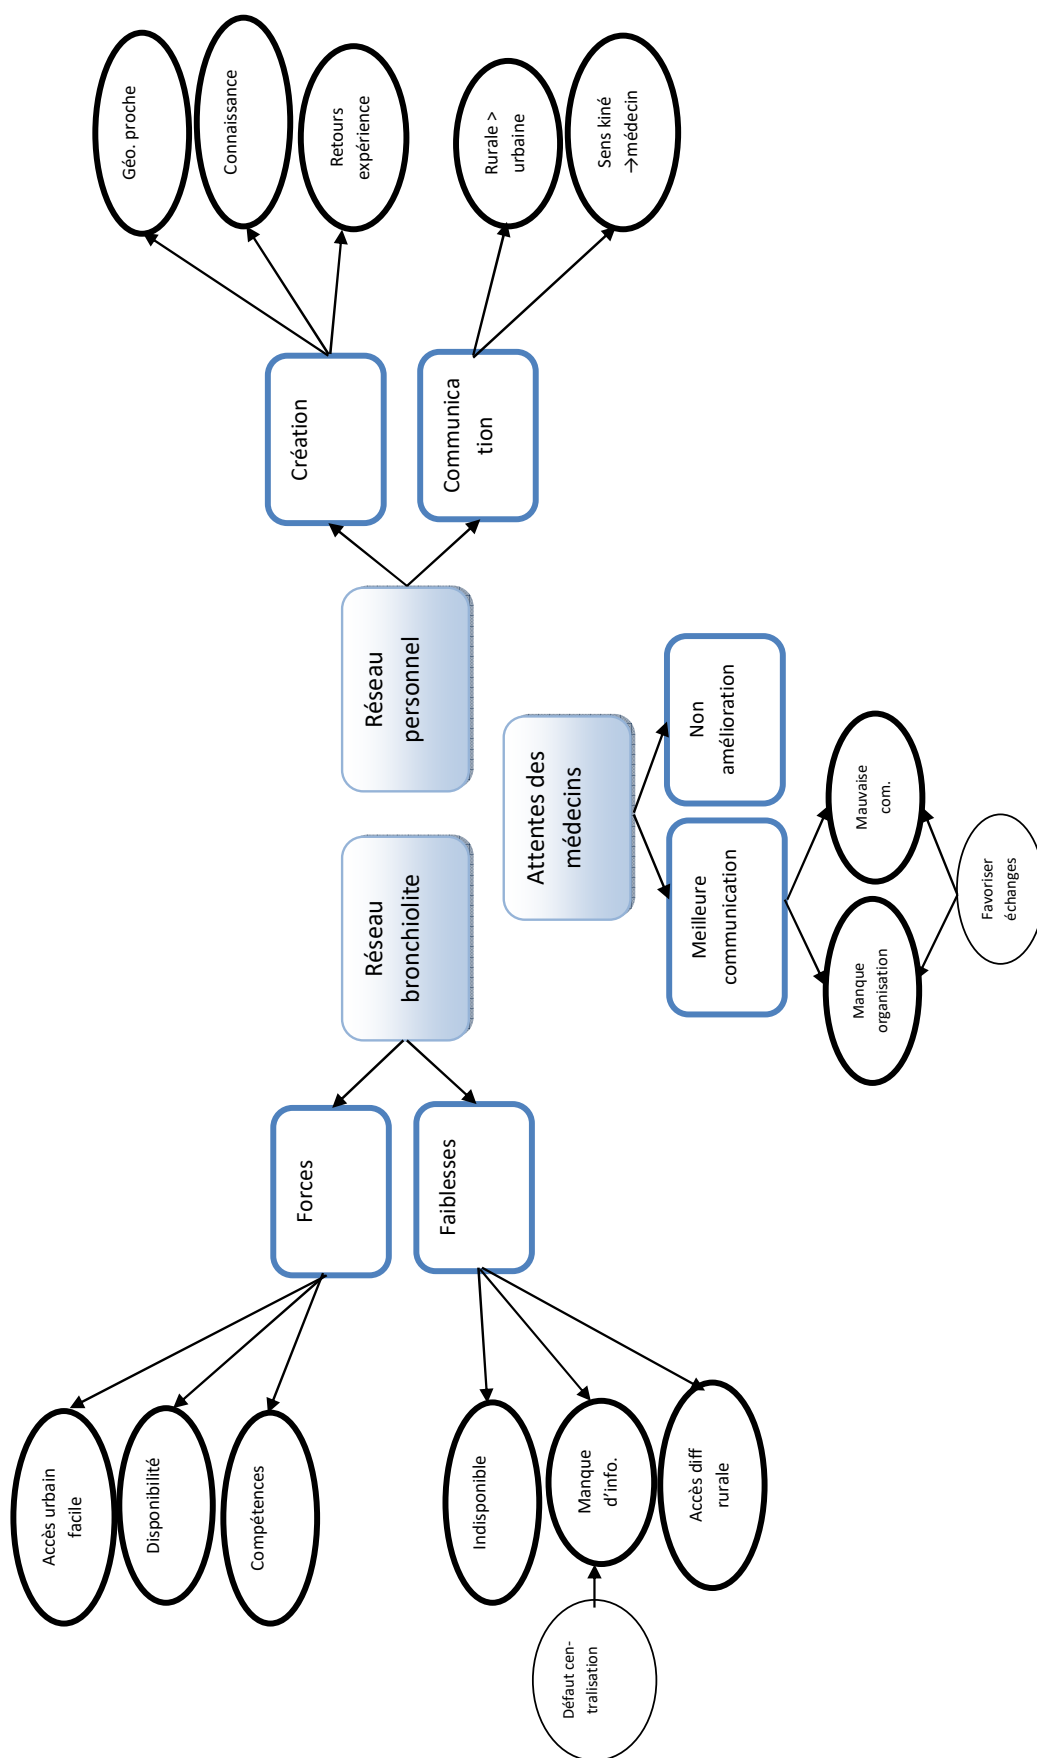 Accès urbain
facile
Disponibilité
Compétences
Forces
Réseau
bronchiolite
Réseau
personnel
Création
Géo. proche
Connaissance
Retours
expérience
Défaut cen-
tralisation
Indisponible
Manque
d'info.
Accès diff
rurale
Faiblesses
Communica
tion
Rurale >
urbaine
Sens kiné
→médecin
Attentes des
médecins
Meilleure
communication
Non
amélioration
Manque
organisation
Mauvaise
com.
Favoriser
échanges